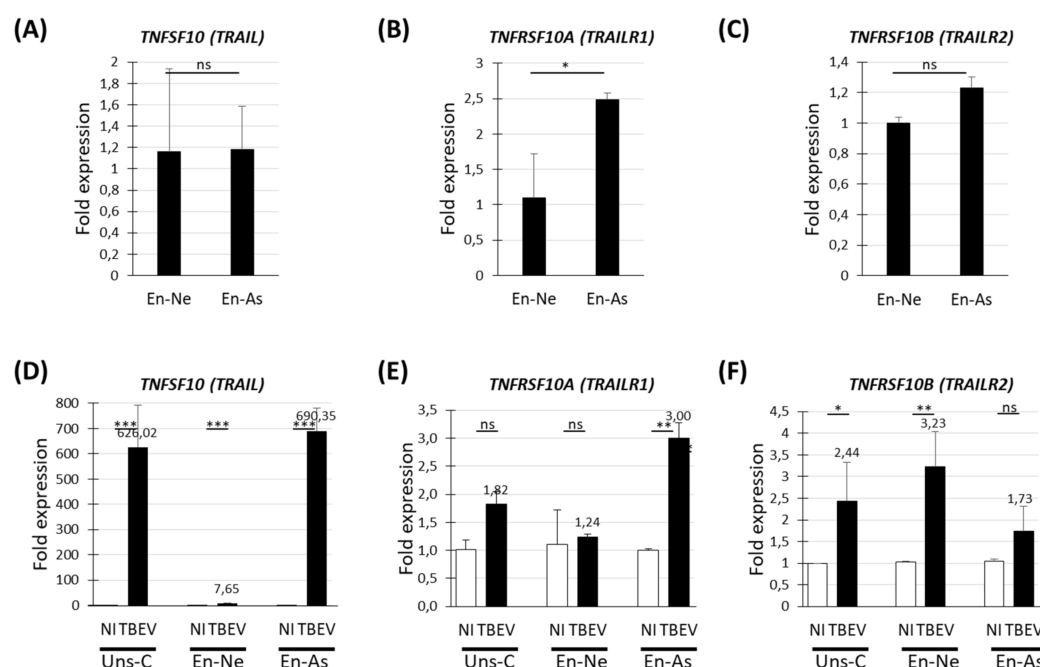 (A)
TNFSF10 (TRAIL)
Fold expression
2
1,8
1,6
1,4
1,2
1
0,8
0,6
0,4
0,2
0
ns
En-Ne En-As
(B)
TNFRSF10A (TRAILR1)
Fold expression
3
2,5
2
1,5
1
0,5
0
*
En-Ne En-As
(C)
TNFRSF10B (TRAILR2)
Fold expression
1,4
1,2
1
0,8
0,6
0,4
0,2
0
ns
En-Ne En-As
(D)
TNFSF10 (TRAIL)
Fold expression
800
700
600
500
400
300
200
100
0
*** *** ***
626,02 7,65 690,35
NI TBEV NI TBEV NI TBEV
Uns-C En-Ne En-As
(E)
TNFRSF10A (TRAILR1)
Fold expression
3,5
3,0
2,5
2,0
1,5
1,0
0,5
0,0
ns ns **
1,82 1,24 3,00
NI TBEV NI TBEV NI TBEV
Uns-C En-Ne En-As
(F)
TNFRSF10B (TRAILR2)
Fold expression
4,5
4
3,5
3
2,5
2
1,5
1
0,5
0
* ** ns
2,44 3,23 1,73
NI TBEV NI TBEV NI TBEV
Uns-C En-Ne En-As